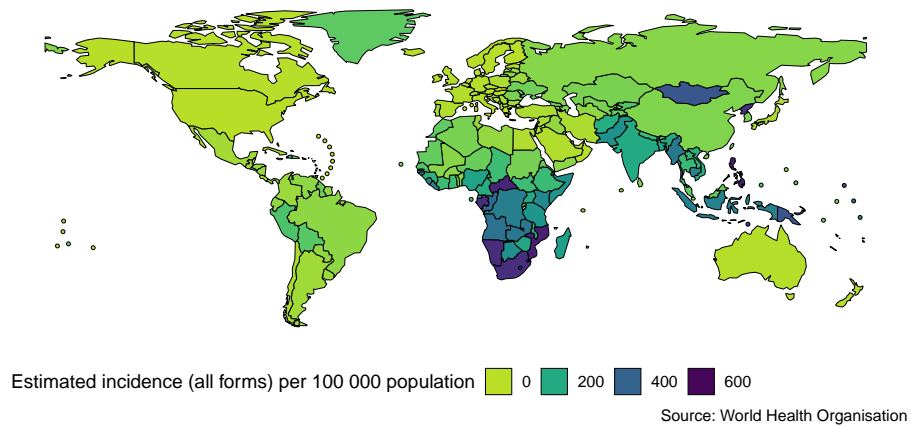 Estimated incidence (all forms) per 100 000 population 0 200 400 600
Source: World Health Organisation